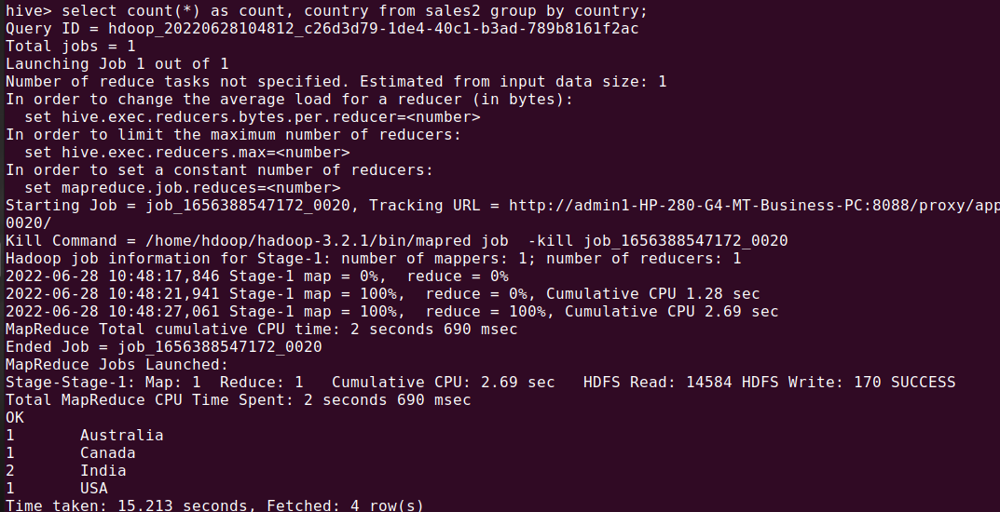 hive> select count(*) as count, country from sales2 group by country;
Query ID = hdoop_20220628104812_c26d3d79-1de4-40c1-b3ad-789b8161f2ac
Total jobs = 1
Launching Job 1 out of 1
Number of reduce tasks not specified. Estimated from input data size: 1
In order to change the average load for a reducer (in bytes):
  set hive.exec.reducers.bytes.per.reducer=<number>
In order to limit the maximum number of reducers:
  set hive.exec.reducers.max=<number>
In order to set a constant number of reducers:
  set mapreduce.job.reduces=<number>
Starting Job = job_1656388547172_0020, Tracking URL = http://admin1-HP-280-G4-MT-Business-PC:8088/proxy/app
0020/
Kill Command = /home/hdoop/hadoop-3.2.1/bin/mapred job  -kill job_1656388547172_0020
Hadoop job information for Stage-1: number of mappers: 1; number of reducers: 1
2022-06-28 10:48:17,846 Stage-1 map = 0%,  reduce = 0%
2022-06-28 10:48:21,941 Stage-1 map = 100%,  reduce = 0%, Cumulative CPU 1.28 sec
2022-06-28 10:48:27,061 Stage-1 map = 100%,  reduce = 100%, Cumulative CPU 2.69 sec
MapReduce Total cumulative CPU time: 2 seconds 690 msec
Ended Job = job_1656388547172_0020
MapReduce Jobs Launched:
Stage-Stage-1: Map: 1  Reduce: 1   Cumulative CPU: 2.69 sec   HDFS Read: 14584 HDFS Write: 170 SUCCESS
Total MapReduce CPU Time Spent: 2 seconds 690 msec
OK
1	Australia
1	Canada
2	India
1	USA
Time taken: 15.213 seconds, Fetched: 4 row(s)